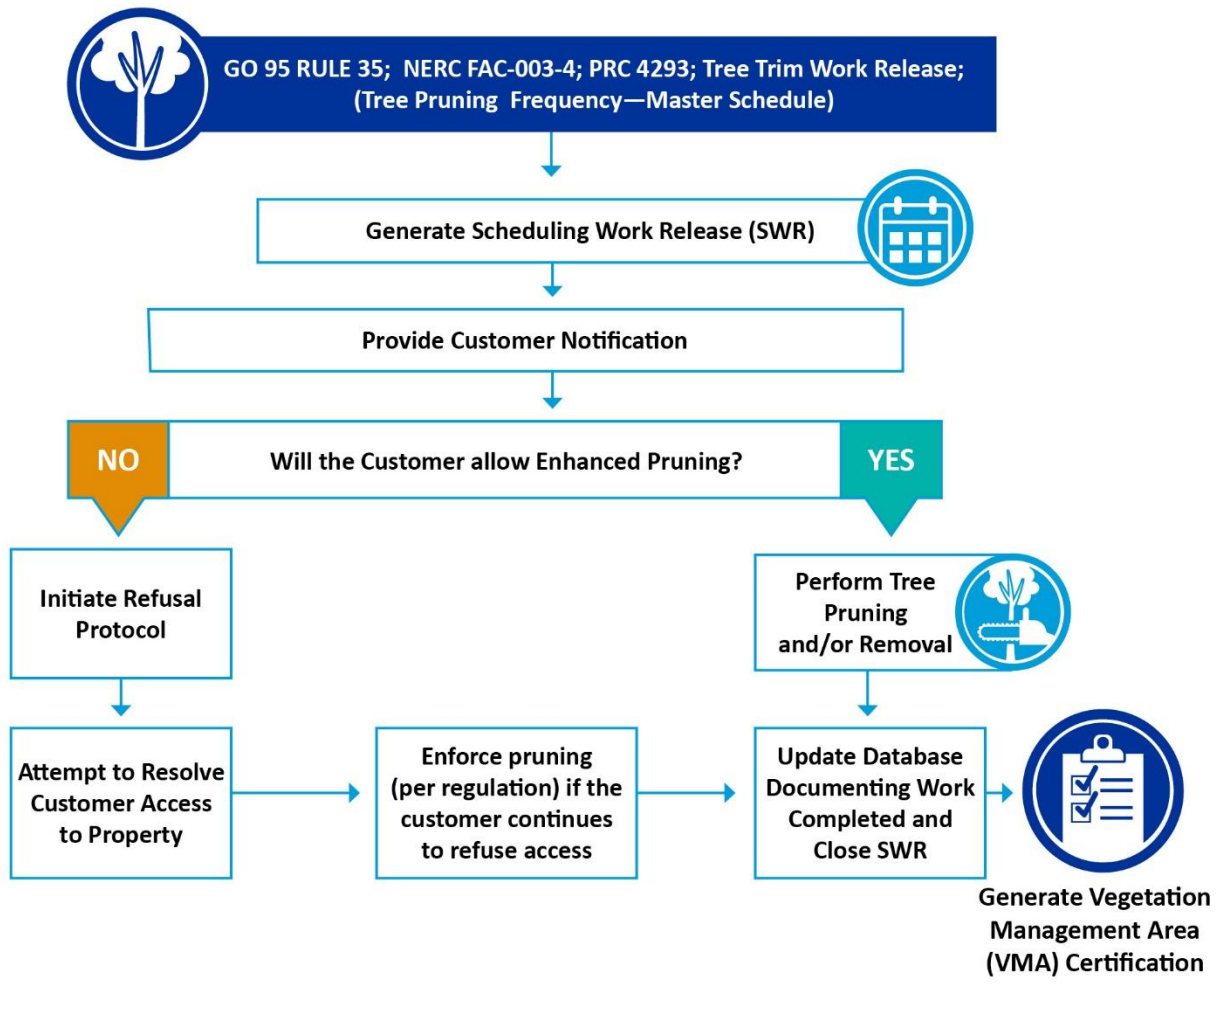 GO 95 RULE 35; NERC FAC-003-4; PRC 4293; Tree Trim Work Release;
(Tree Pruning Frequency—Master Schedule)
Generate Scheduling Work Release (SWR)
Provide Customer Notification
NO
Will the Customer allow Enhanced Pruning?
YES
Initiate Refusal
Protocol
Perform Tree
Pruning
and/or Removal
Attempt to Resolve
Customer Access
to Property
Enforce pruning
(per regulation) if the
customer continues
to refuse access
Update Database
Documenting Work
Completed and
Close SWR
Generate Vegetation
Management Area
(VMA) Certification